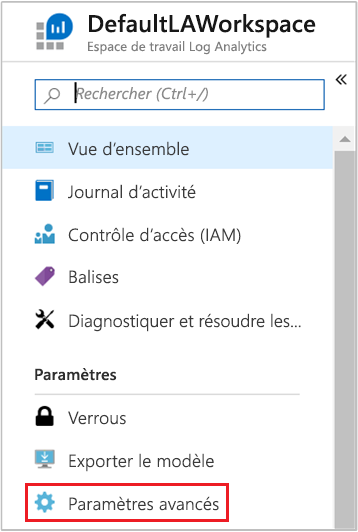 DefaultLAWorkspace
Espace de travail Log Analytics
Rechercher (Ctrl+/)
Vue d'ensemble
Journal d'activité
Contrôle d'accès (IAM)
Balises
Diagnostiquer et résoudre les...
Paramètres
Verrous
Exporter le modèle
Paramètres avancés